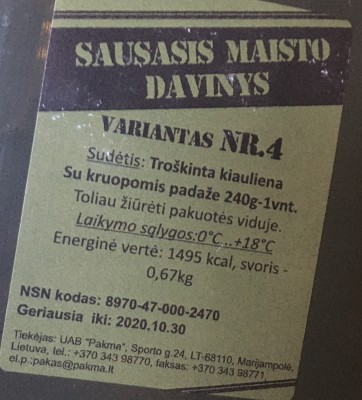 SAUSASIS MAISTO
DAVINYS
VARIANTAS NR.4
Sudėtis: Troškinta kiauliena
Su kruopomis padaže 240g-1vnt.
Toliau žiūrėti pakuotės viduje.
Laikymo sąlygos:0°C...+18°C
Energinė vertė: 1495 kcal, svoris -
0,67kg
NSN kodas: 8970-47-000-2470
Geriausia iki: 2020.10.30
Tiekėjas: UAB "Pakma", Sporto g.24, LT-68110, Marijampolė,
Lietuva, tel.: +370 343 98770, faksas: +370 343 98771,
el.p.:pakas@pakma.lt